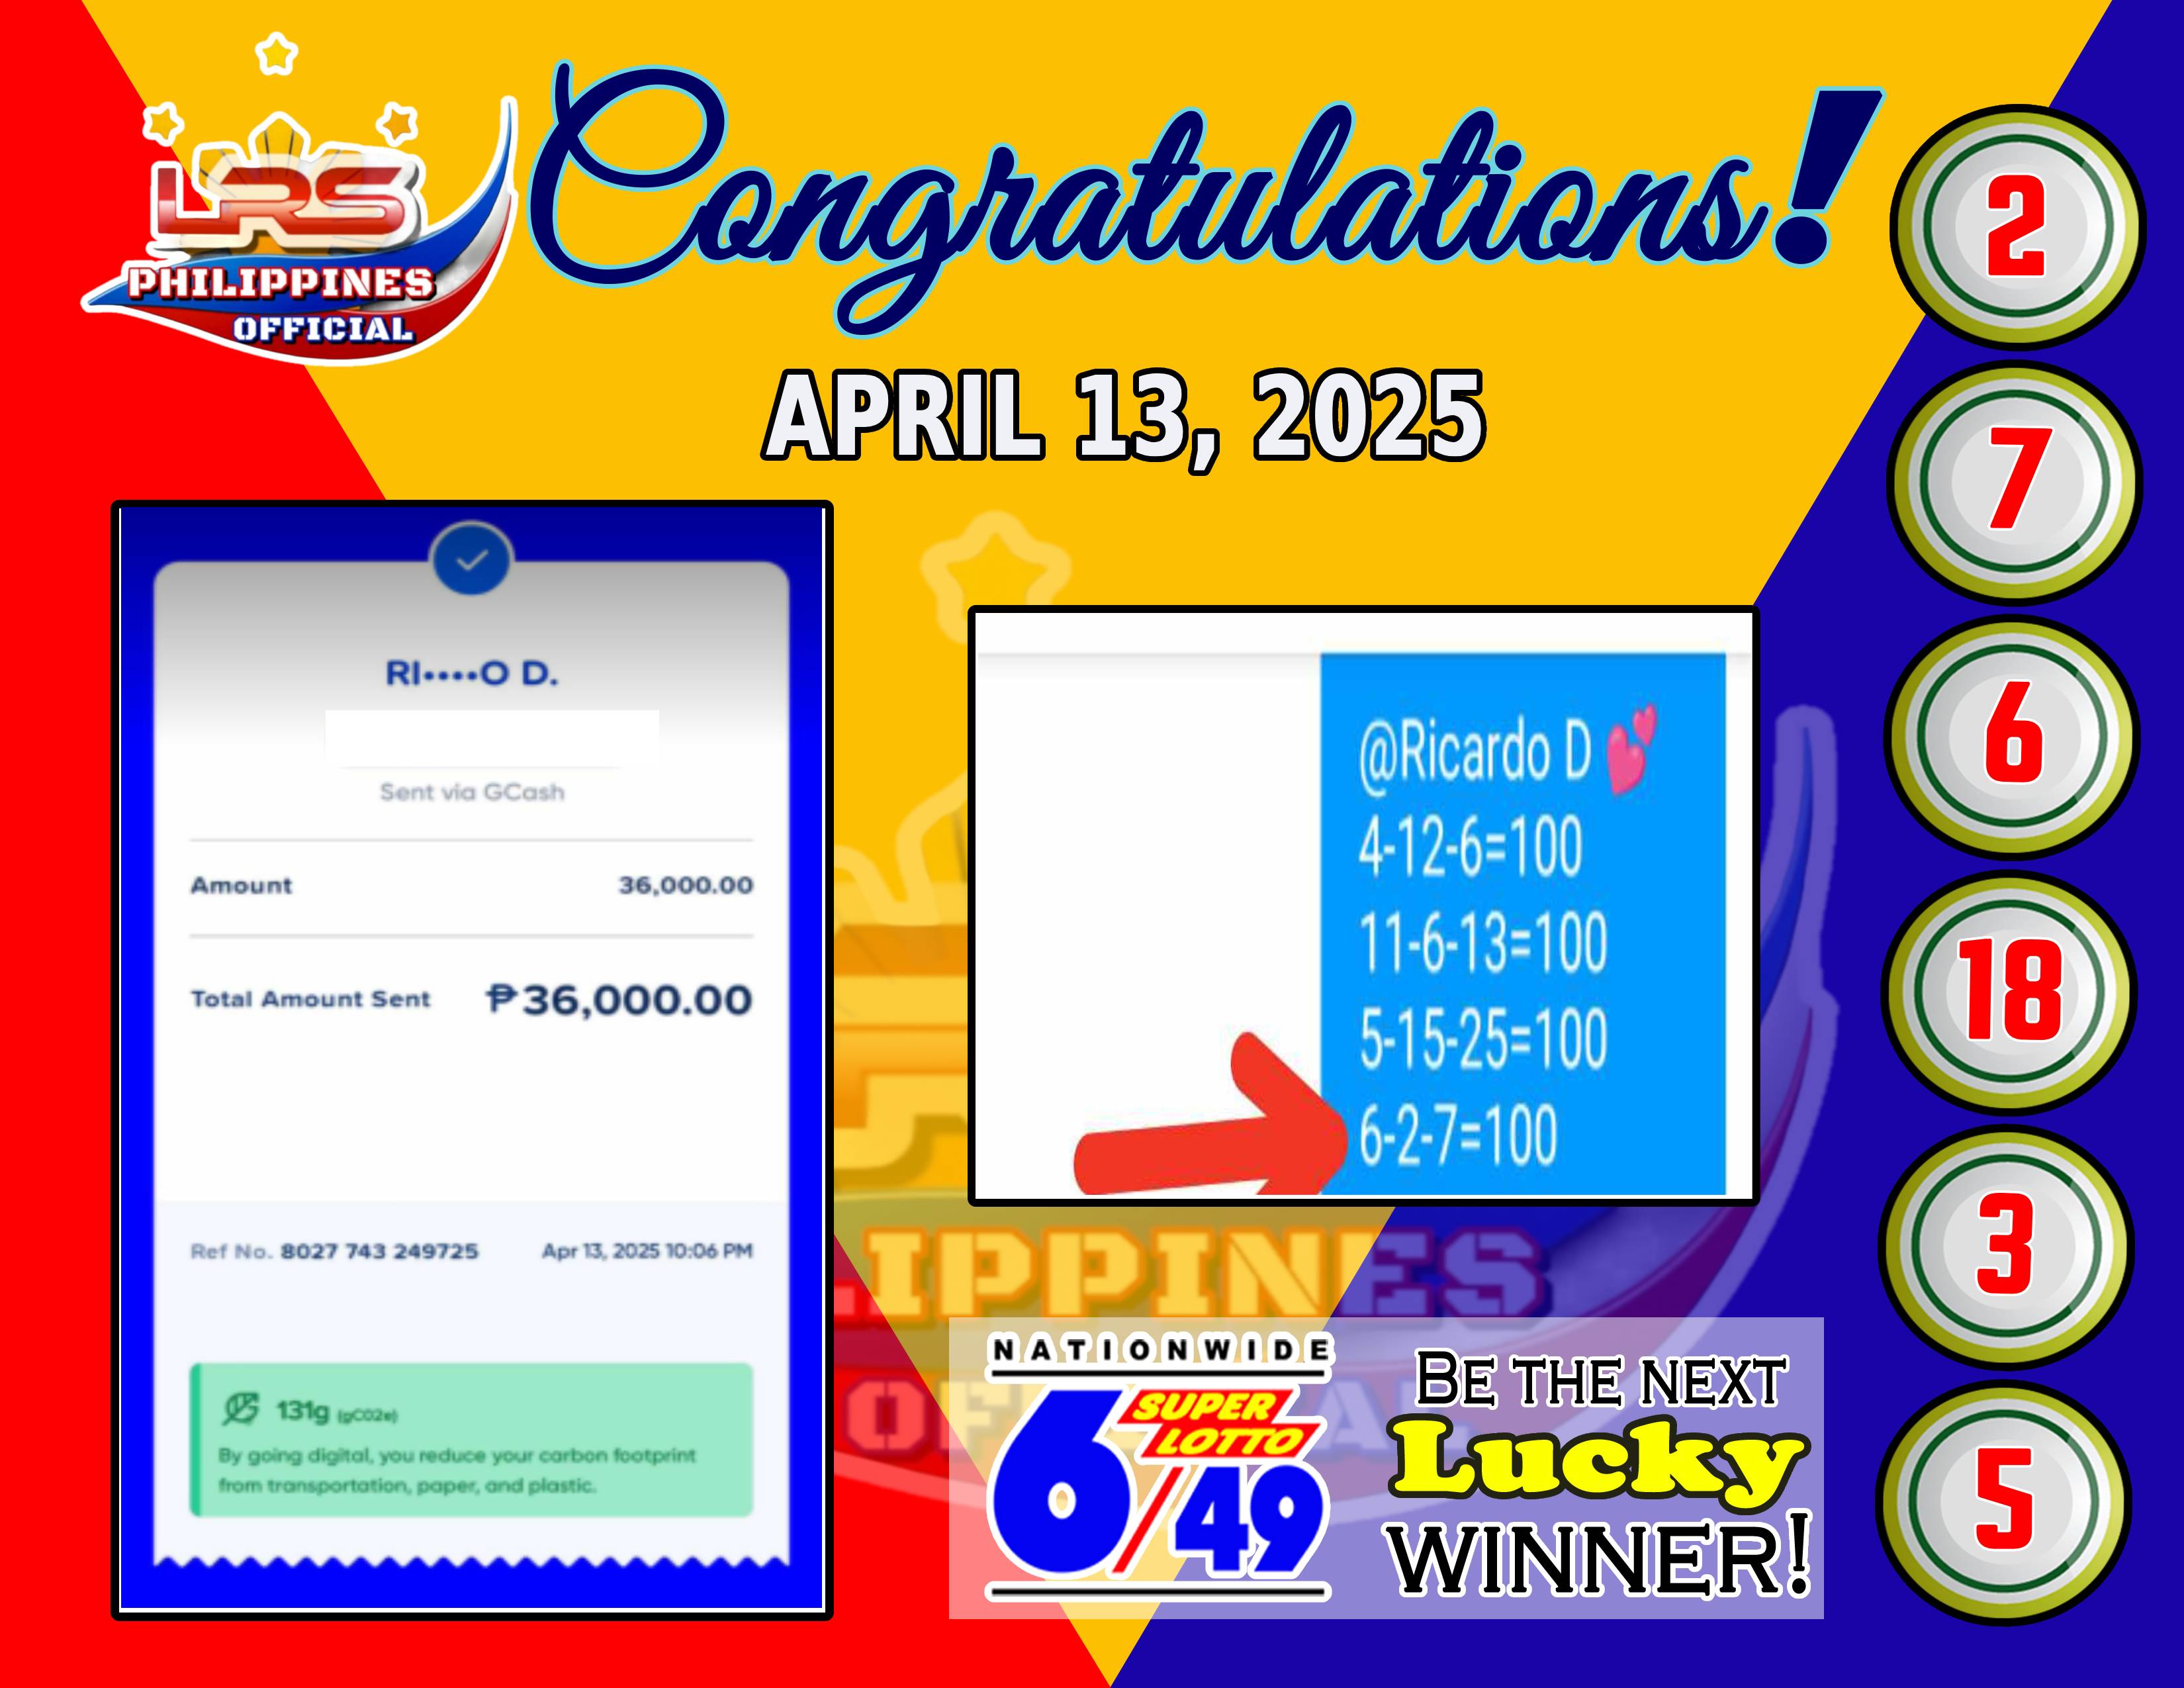 LRS
PHILIPPINES
OFFICIAL
Congratulations!
APRIL 13, 2025
RI••••O D.
Sent via GCash
Amount 36,000.00
Total Amount Sent ₱36,000.00
Ref No. 8027 743 249725 Apr 13, 2025 10:06 PM
131g (gCO2e)
By going digital, you reduce your carbon footprint
from transportation, paper, and plastic.
@Ricardo D 💕
4-12-6=100
11-6-13=100
5-15-25=100
6-2-7=100
NATIONWIDE
6/49
SUPER
LOTTO
BE THE NEXT
Lucky
WINNER!
2
7
6
18
3
5